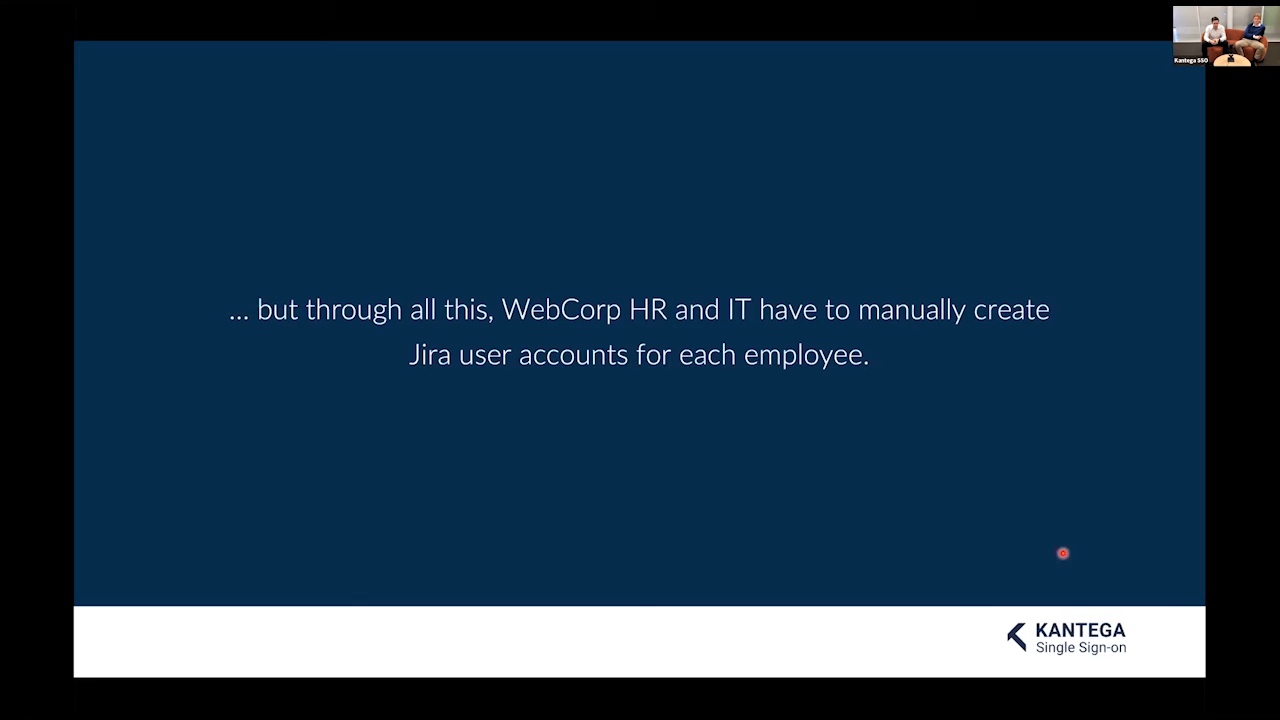 Kantega SSO
... but through all this, WebCorp HR and IT have to manually create
Jira user accounts for each employee.
KANTEGA
Single Sign-on